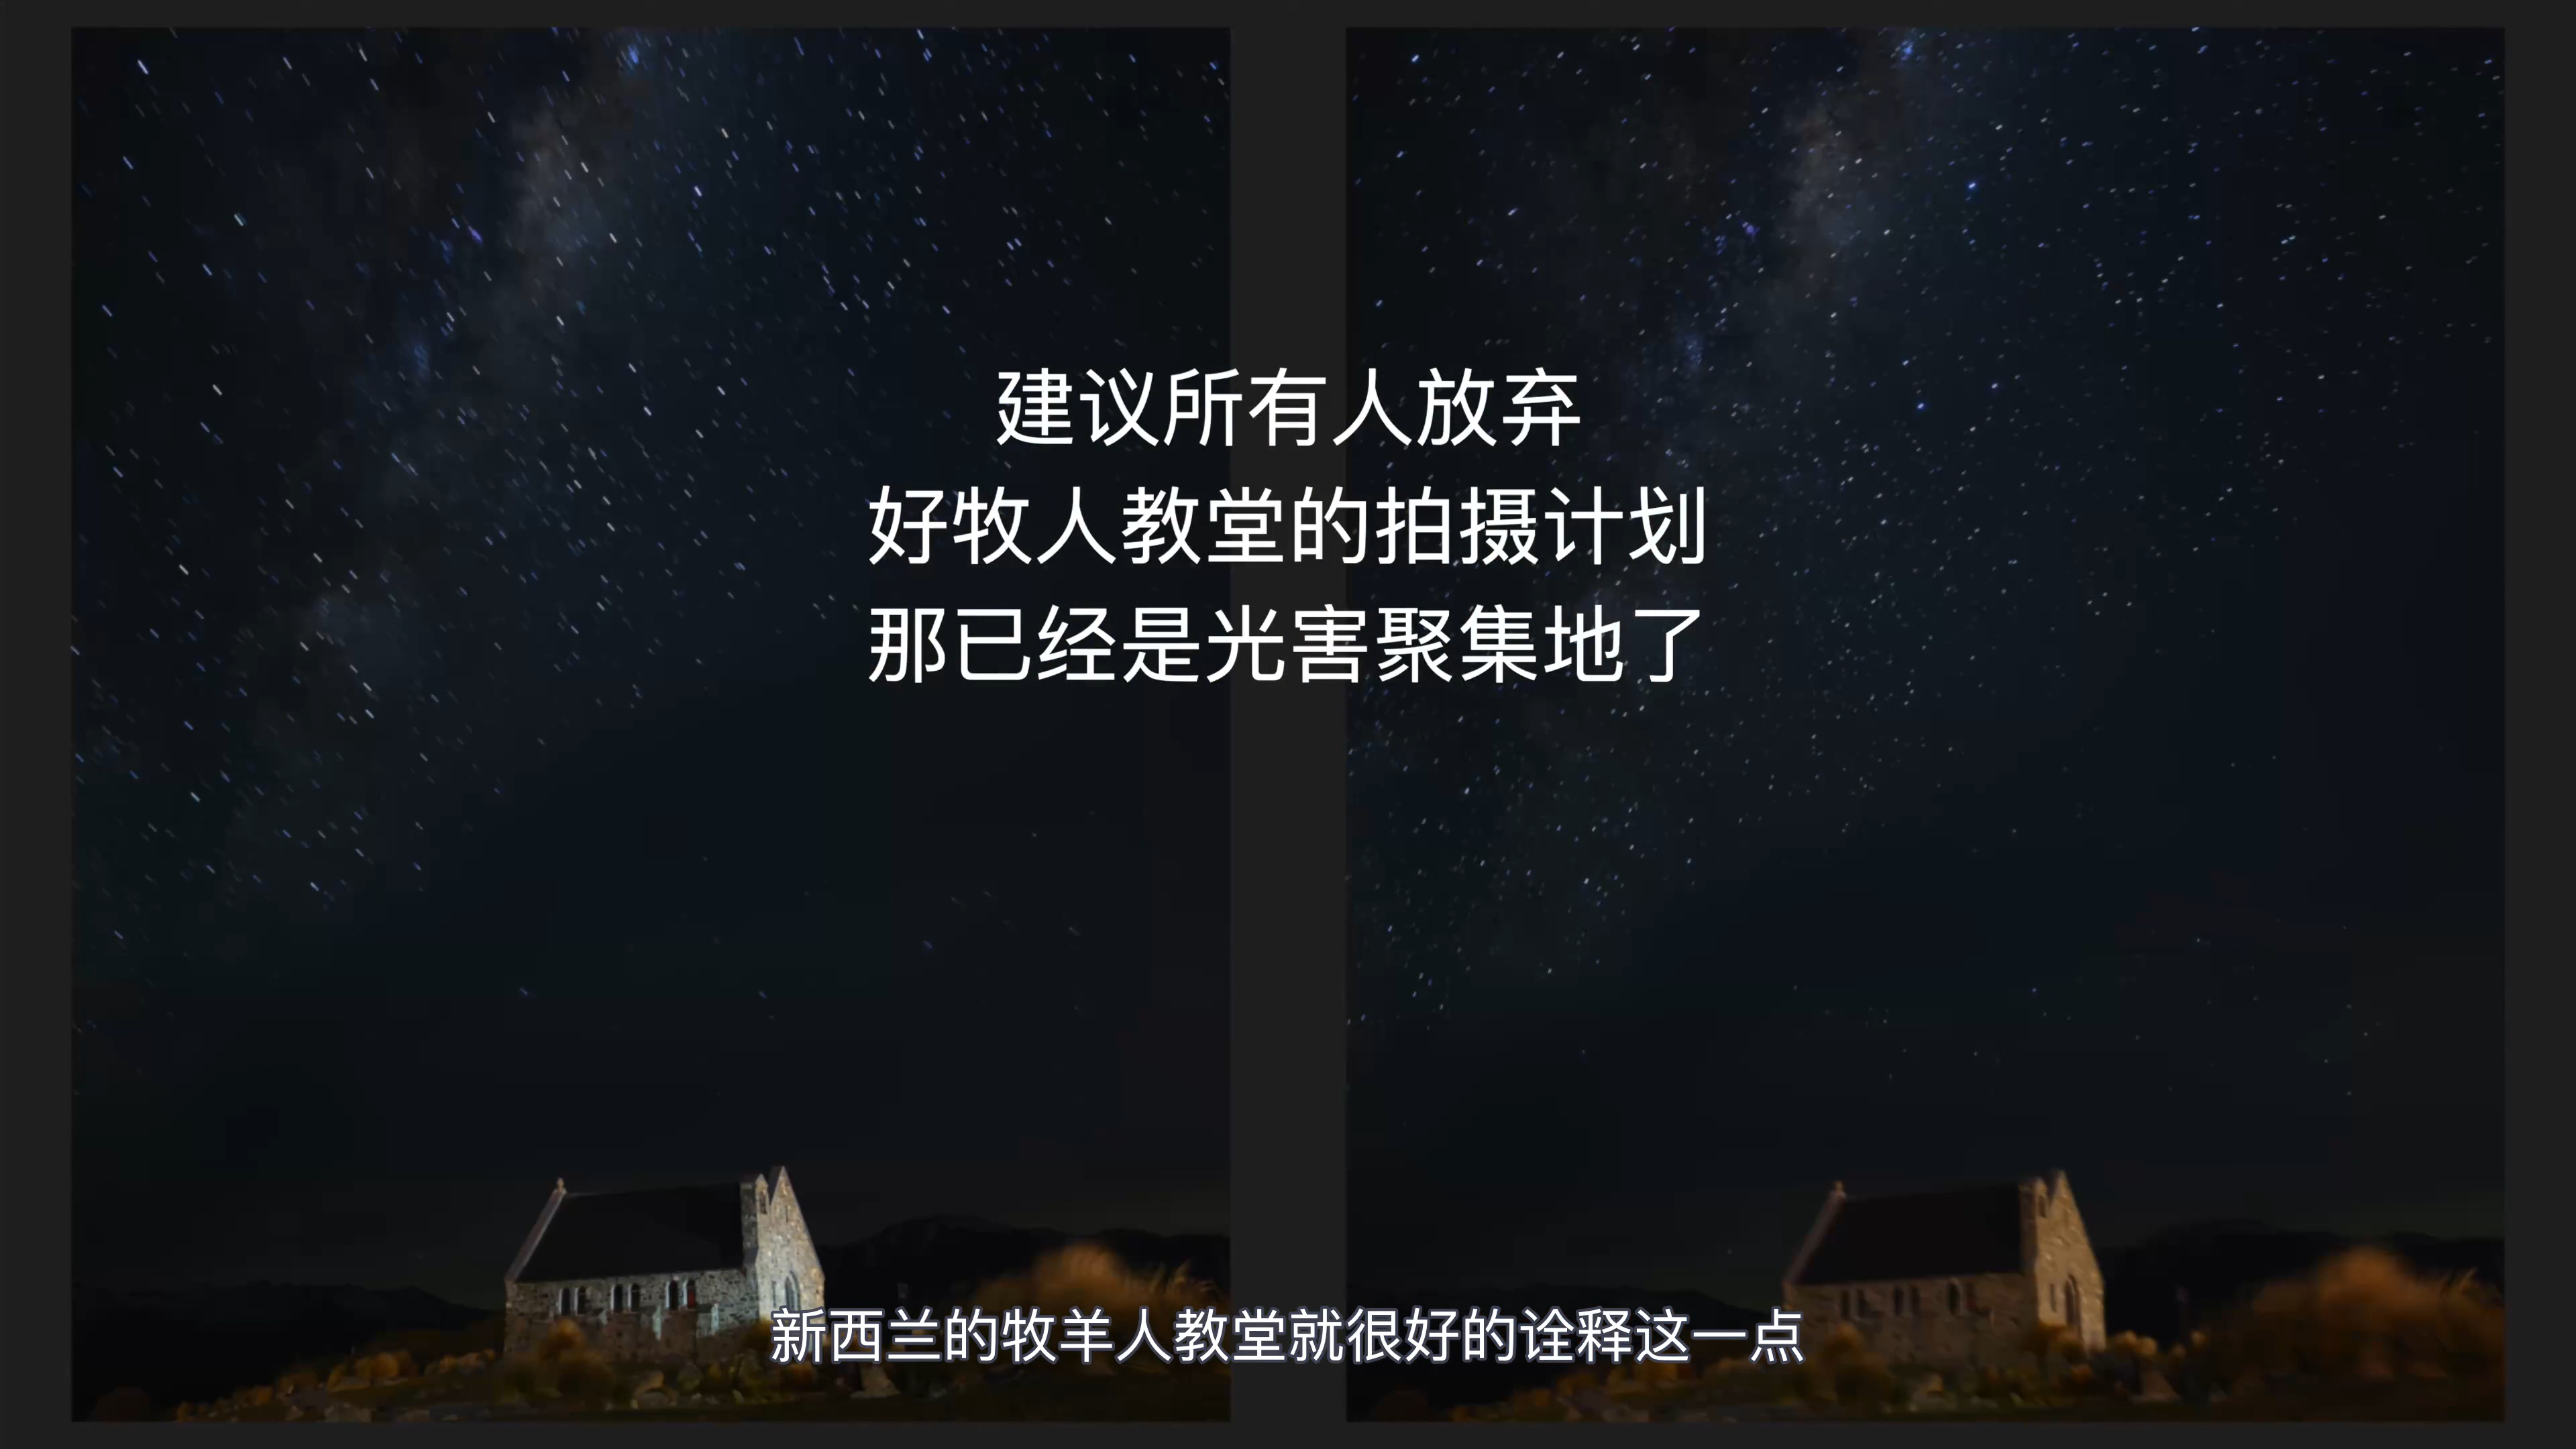 建议所有人放弃
好牧人教堂的拍摄计划
那已经是光害聚集地了
新西兰的牧羊人教堂就很好的诠释这一点